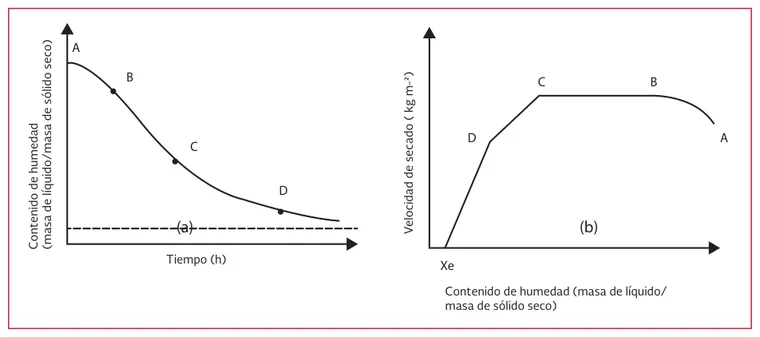 Contenido de humedad
(masa de líquido/masa de sólido seco)
A
B
C
D
(a)
Tiempo (h)
Velocidad de secado ( kg m-²)
C
B
D
A
(b)
Xe
Contenido de humedad (masa de líquido/
masa de sólido seco)